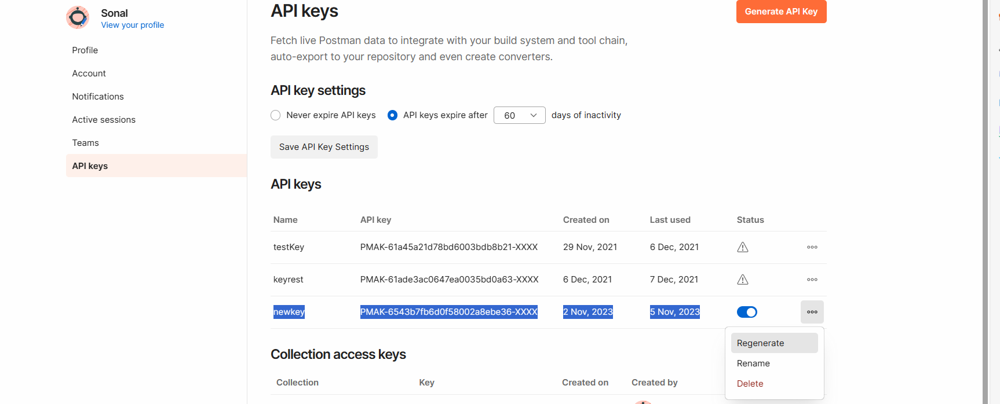 Sonal
View your profile
Profile
Account
Notifications
Active sessions
Teams
API keys
API keys
Generate API Key
Fetch live Postman data to integrate with your build system and tool chain,
auto-export to your repository and even create converters.
API key settings
Never expire API keys API keys expire after 60 days of inactivity
Save API Key Settings
API keys
Name API key Created on Last used Status
testKey PMAK-61a45a21d78bd6003bdb8b21-XXXX 29 Nov, 2021 6 Dec, 2021
keyrest PMAK-61ade3ac0647ea0035bd0a63-XXXX 6 Dec, 2021 7 Dec, 2021
newkey PMAK-6543b7fb6d0f58002a8ebe36-XXXX 2 Nov, 2023 5 Nov, 2023
Regenerate
Rename
Delete
Collection access keys
Collection Key Created on Created by